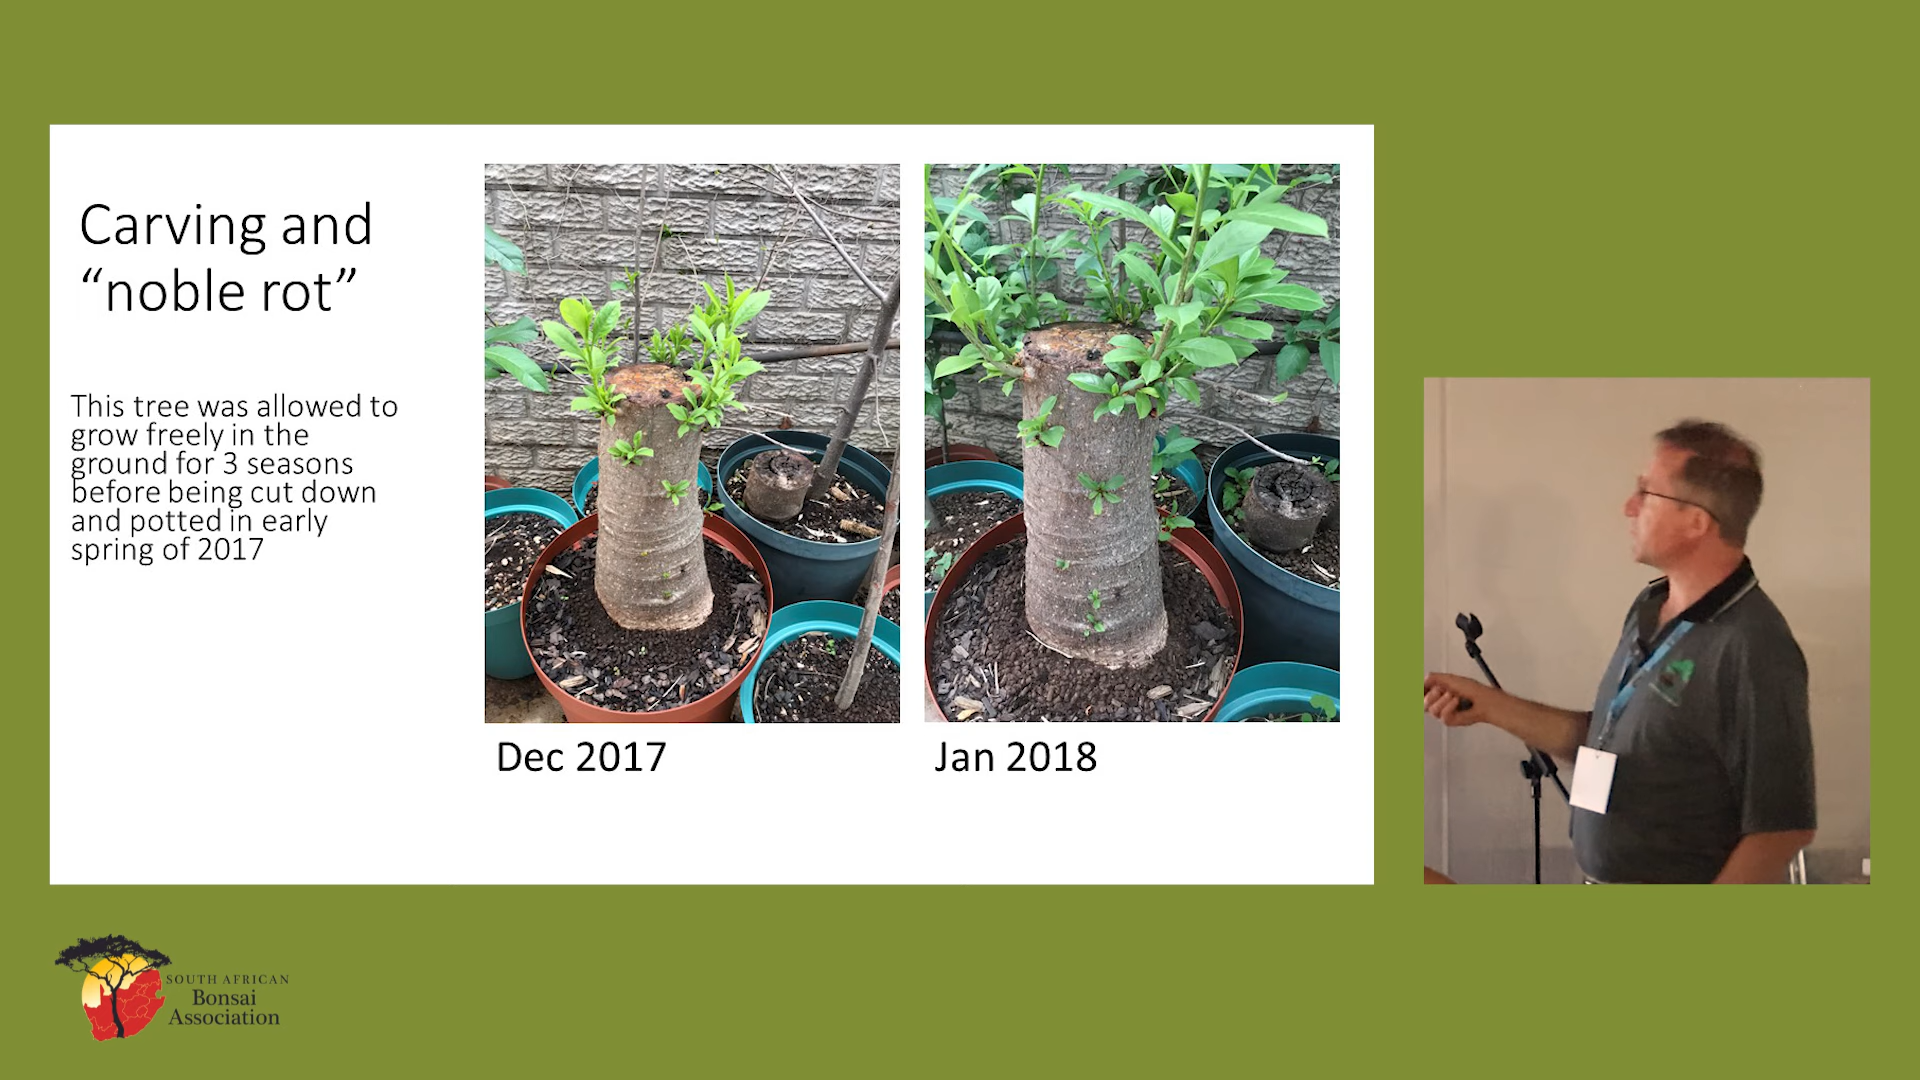 Carving and
“noble rot”
This tree was allowed to
grow freely in the
ground for 3 seasons
before being cut down
and potted in early
spring of 2017
Dec 2017
Jan 2018
SOUTH AFRICAN
Bonsai
Association